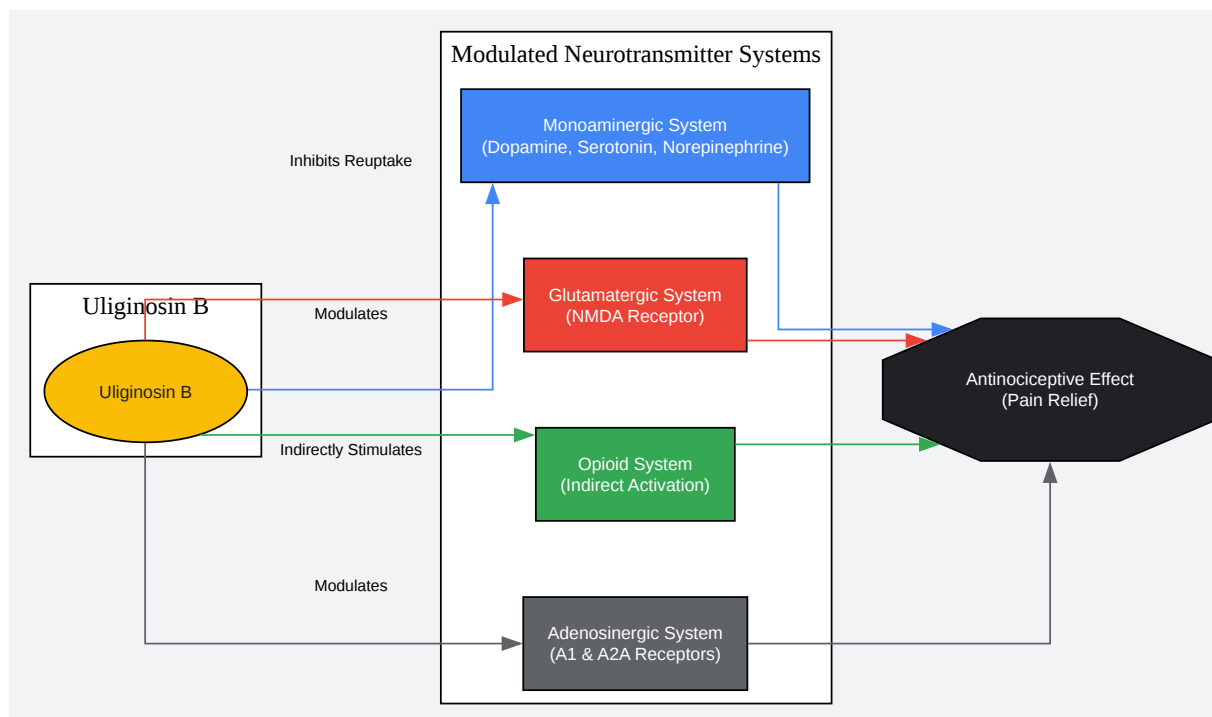 Modulated Neurotransmitter Systems
Monoaminergic System
(Dopamine, Serotonin, Norepinephrine)
Inhibits Reuptake
Uliginosin B
Modulates
Glutamatergic System
(NMDA Receptor)
Uliginosin B
Antinociceptive Effect
(Pain Relief)
Indirectly Stimulates
Opioid System
(Indirect Activation)
Modulates
Adenosinergic System
(A1 & A2A Receptors)